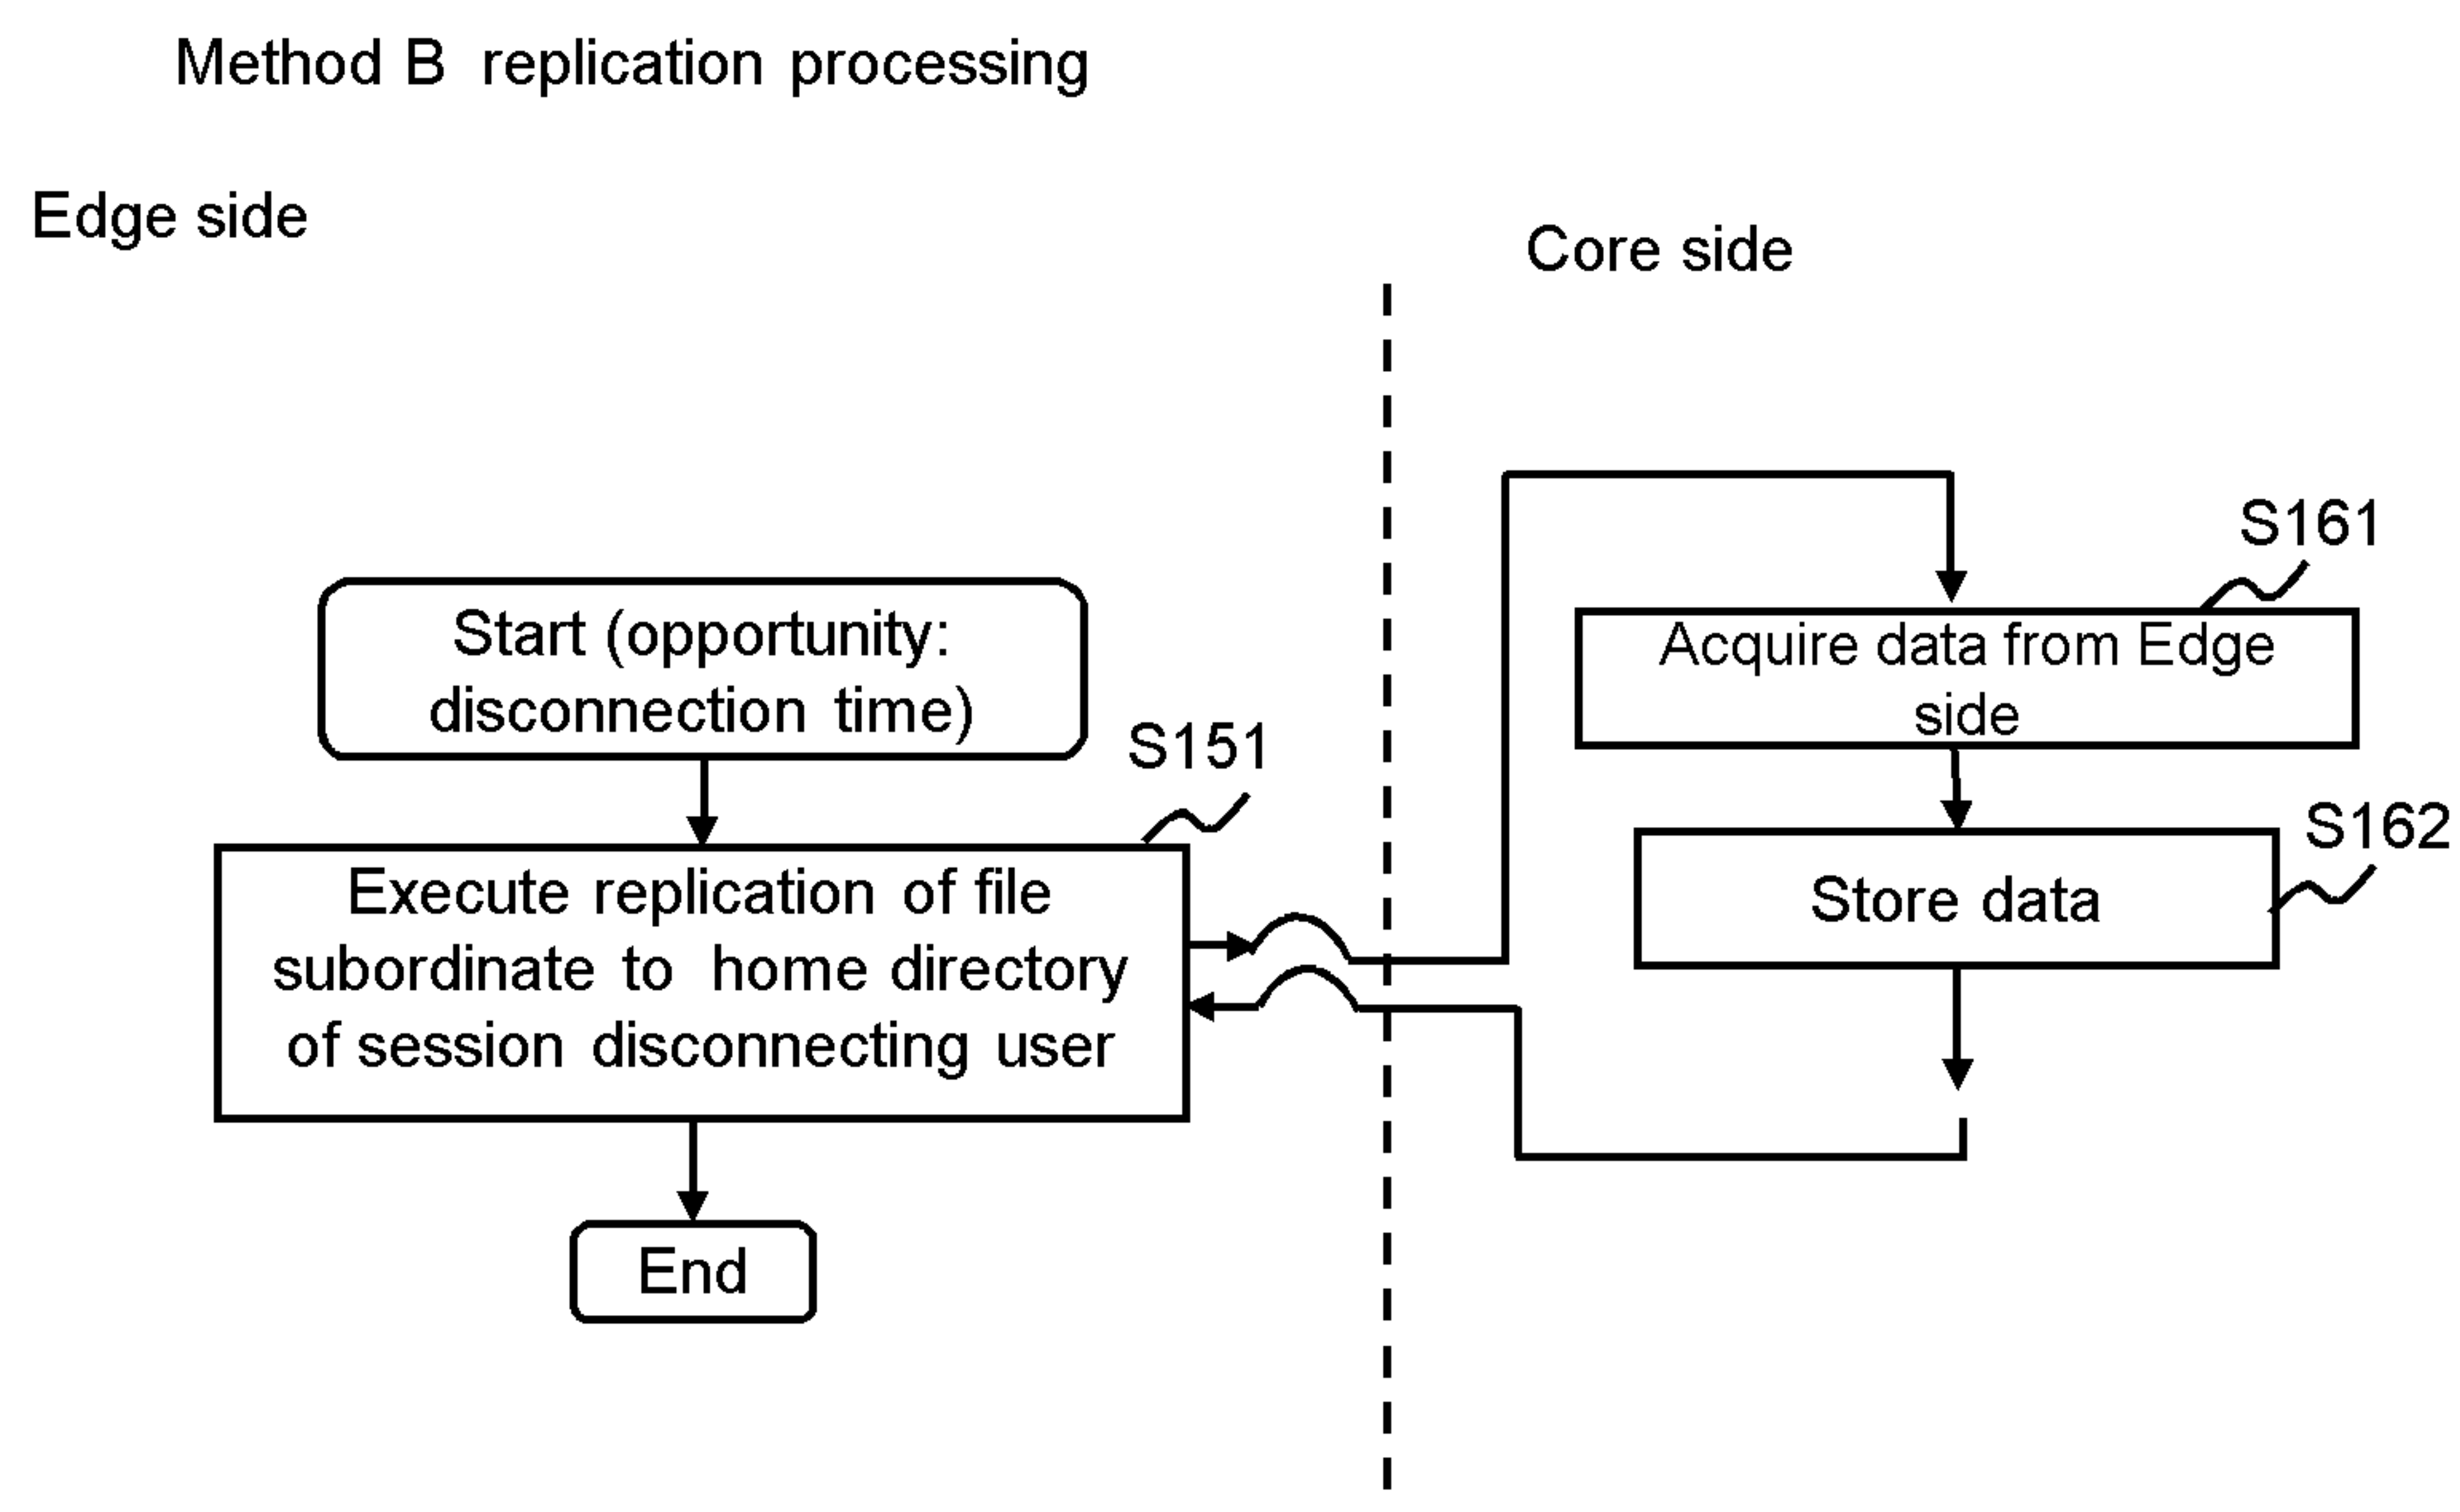 Method B replication processing
Edge side
Core side
Start (opportunity:
disconnection time)
S151
Execute replication of file
subordinate to home directory
of session disconnecting user
End
S161
Acquire data from Edge
side
S162
Store data